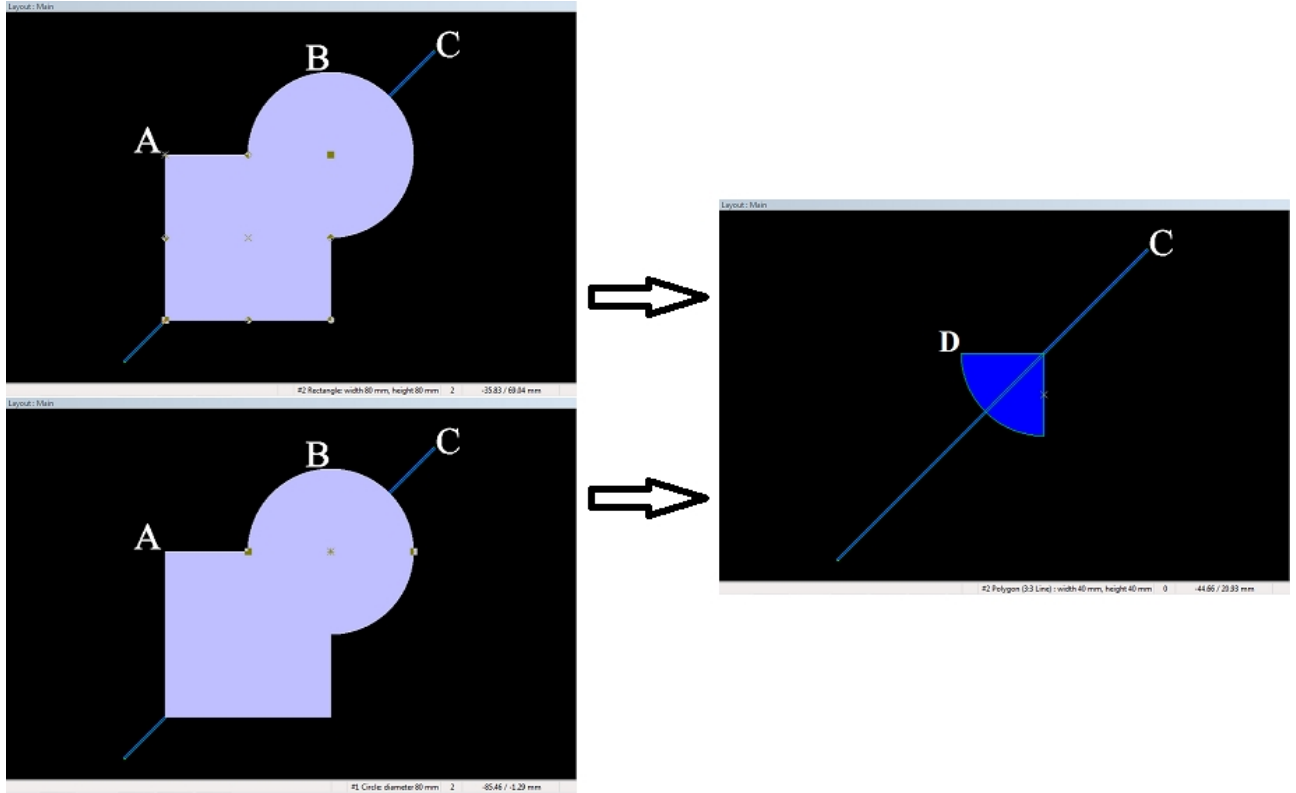 Layout : Main
C
B
A
#2 Rectangle: width 80 mm, height 80 mm 2 -35.83 / 69.04 mm
Layout : Main
C
B
A
#1 Circle: diameter 80 mm 2 -85.46 / -1.29 mm
Layout : Main
C
D
#2 Polygon (3:3 Line) : width 40 mm, height 40 mm 0 -44.66 / 20.93 mm